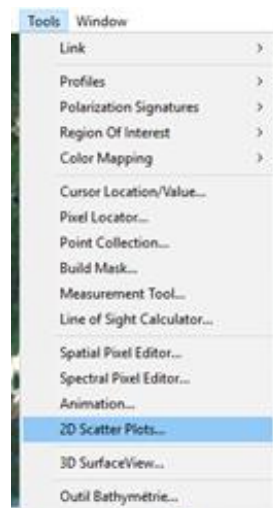 Tools Window
Link
Profiles
Polarization Signatures
Region Of Interest
Color Mapping
Cursor Location/Value...
Pixel Locator...
Point Collection...
Build Mask...
Measurement Tool...
Line of Sight Calculator...
Spatial Pixel Editor...
Spectral Pixel Editor...
Animation...
2D Scatter Plots...
3D SurfaceView...
Outil Bathymétrie...